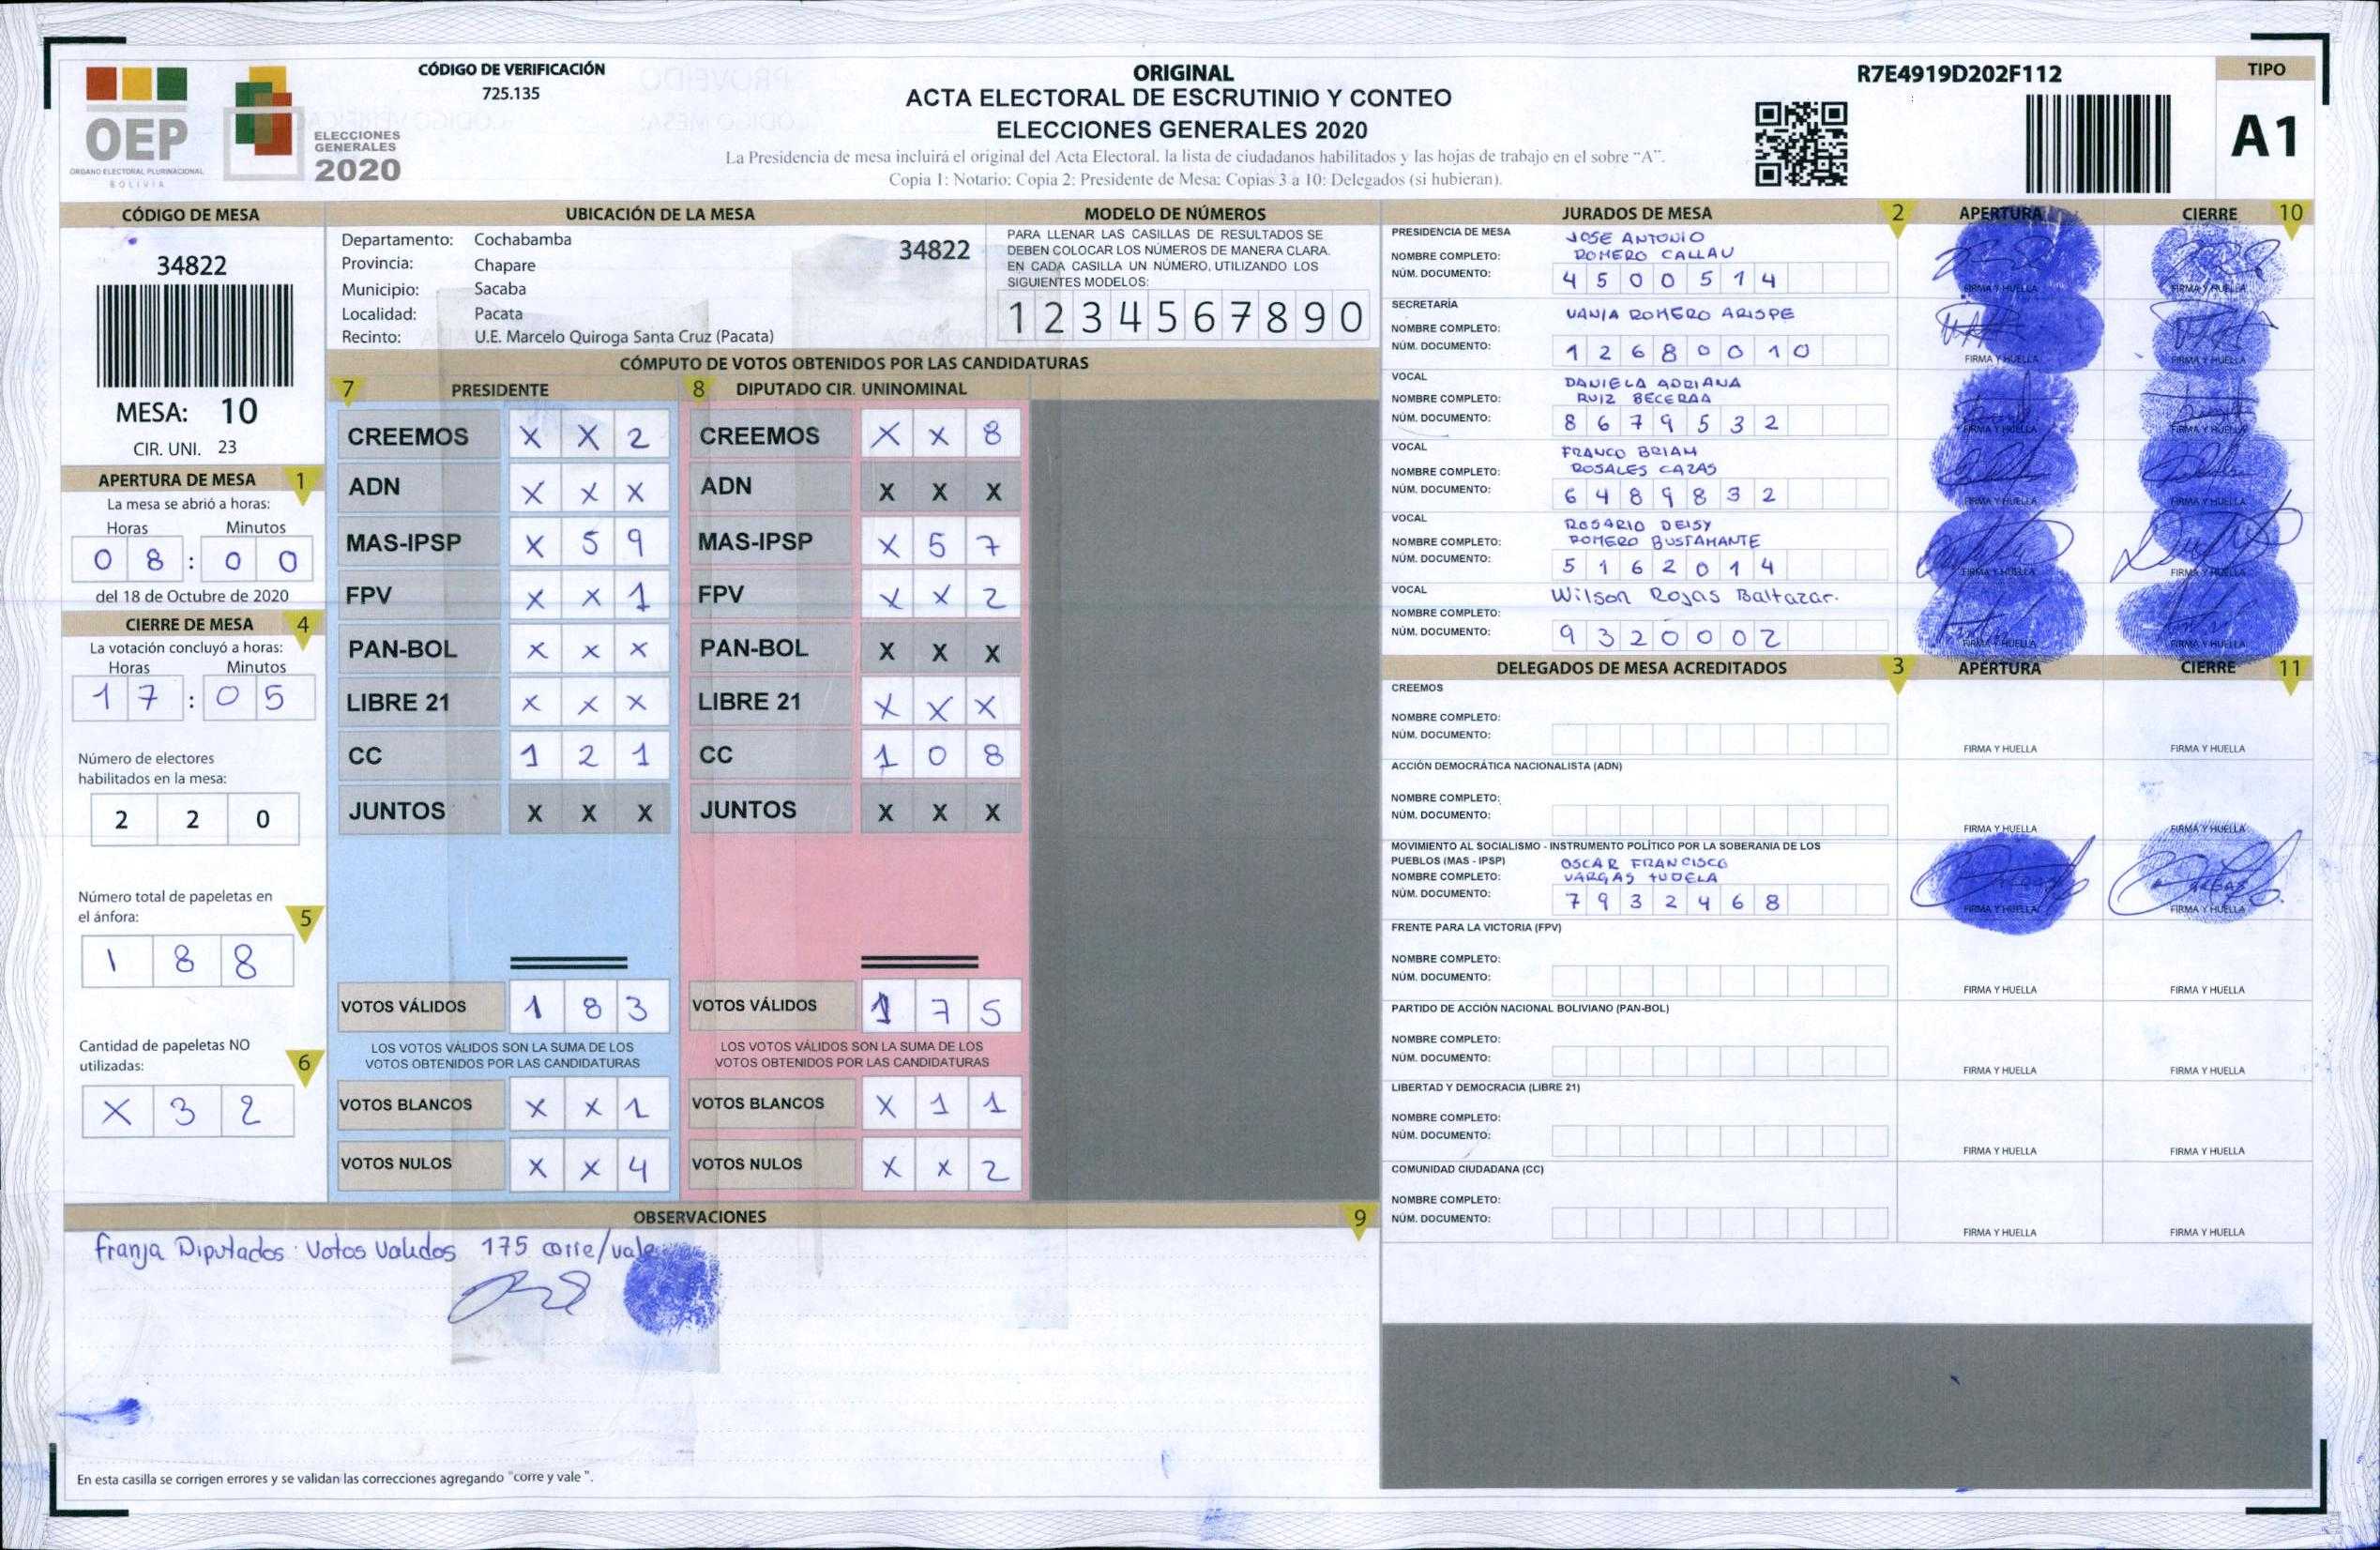 CÓDIGO DE VERIFICACIÓN
725.135
ORIGINAL
ACTA ELECTORAL DE ESCRUTINIO Y CONTEO
ELECCIONES GENERALES 2020
La Presidencia de mesa incluirá el original del Acta Electoral, la lista de ciudadanos habilitados y las hojas de trabajo en el sobre "A".
Copia 1: Notario: Copia 2: Presidente de Mesa: Copias 3 a 10: Delegados (si hubieran).
R7E4919D202F112
TIPO
A1
OEP
ÓRGANO ELECTORAL PLURINACIONAL
BOLIVIA
ELECCIONES
GENERALES
2020
CÓDIGO DE MESA
34822
MESA: 10
CIR. UNI. 23
APERTURA DE MESA 1
La mesa se abrió a horas:
Horas Minutos
0 8 : 0 0
del 18 de Octubre de 2020
CIERRE DE MESA 4
La votación concluyó a horas:
Horas Minutos
1 7 : 0 5
Número de electores
habilitados en la mesa:
2 2 0
Número total de papeletas en
el ánfora: 5
1 8 8
Cantidad de papeletas NO
utilizadas: 6
X 3 2
UBICACIÓN DE LA MESA
Departamento: Cochabamba
34822
Provincia: Chapare
Municipio: Sacaba
Localidad: Pacata
Recinto: U.E. Marcelo Quiroga Santa Cruz (Pacata)
MODELO DE NÚMEROS
PARA LLENAR LAS CASILLAS DE RESULTADOS SE
DEBEN COLOCAR LOS NÚMEROS DE MANERA CLARA.
EN CADA CASILLA UN NÚMERO, UTILIZANDO LOS
SIGUIENTES MODELOS:
1 2 3 4 5 6 7 8 9 0
CÓMPUTO DE VOTOS OBTENIDOS POR LAS CANDIDATURAS
7 PRESIDENTE 8 DIPUTADO CIR. UNINOMINAL
CREEMOS X X 2 CREEMOS X X 8
ADN X X X ADN X X X
MAS-IPSP X 5 9 MAS-IPSP X 5 7
FPV X X 1 FPV X X 2
PAN-BOL X X X PAN-BOL X X X
LIBRE 21 X X X LIBRE 21 X X X
CC 1 2 1 CC 1 0 8
JUNTOS X X X JUNTOS X X X
VOTOS VÁLIDOS 1 8 3 VOTOS VÁLIDOS 1 7 5
LOS VOTOS VÁLIDOS SON LA SUMA DE LOS LOS VOTOS VÁLIDOS SON LA SUMA DE LOS
VOTOS OBTENIDOS POR LAS CANDIDATURAS VOTOS OBTENIDOS POR LAS CANDIDATURAS
VOTOS BLANCOS X X 1 VOTOS BLANCOS X 1 1
VOTOS NULOS X X 4 VOTOS NULOS X X 2
OBSERVACIONES 9
franja Diputados: Votos Validos 175 corre/vale
En esta casilla se corrigen errores y se validan las correcciones agregando "corre y vale".
JURADOS DE MESA 2 APERTURA CIERRE 10
PRESIDENCIA DE MESA JOSE ANTONIO
NOMBRE COMPLETO: ROMERO CALLAU
NÚM. DOCUMENTO: 4 5 0 0 5 1 4
FIRMA Y HUELLA FIRMA Y HUELLA
SECRETARÍA VANIA ROMERO ARISPE
NOMBRE COMPLETO:
NÚM. DOCUMENTO: 1 2 6 8 0 0 1 0
FIRMA Y HUELLA FIRMA Y HUELLA
VOCAL DANIELA ADRIANA
NOMBRE COMPLETO: RUIZ BECERRA
NÚM. DOCUMENTO: 8 6 7 9 5 3 2
FIRMA Y HUELLA FIRMA Y HUELLA
VOCAL FRANCO BRIAM
NOMBRE COMPLETO: ROSALES CAZAS
NÚM. DOCUMENTO: 6 4 8 9 8 3 2
FIRMA Y HUELLA FIRMA Y HUELLA
VOCAL ROSARIO DEISY
NOMBRE COMPLETO: ROMERO BUSTAMANTE
NÚM. DOCUMENTO: 5 1 6 2 0 1 4
FIRMA Y HUELLA FIRMA Y HUELLA
VOCAL Wilson Rojas Baltazar.
NOMBRE COMPLETO:
NÚM. DOCUMENTO: 9 3 2 0 0 0 2
FIRMA Y HUELLA FIRMA Y HUELLA
DELEGADOS DE MESA ACREDITADOS 3 APERTURA CIERRE 11
CREEMOS
NOMBRE COMPLETO:
NÚM. DOCUMENTO:
FIRMA Y HUELLA FIRMA Y HUELLA
ACCIÓN DEMOCRÁTICA NACIONALISTA (ADN)
NOMBRE COMPLETO:
NÚM. DOCUMENTO:
FIRMA Y HUELLA FIRMA Y HUELLA
MOVIMIENTO AL SOCIALISMO - INSTRUMENTO POLÍTICO POR LA SOBERANIA DE LOS
PUEBLOS (MAS - IPSP) OSCAR FRANCISCO
NOMBRE COMPLETO: VARGAS TUDELA
NÚM. DOCUMENTO: 7 9 3 2 4 6 8
FIRMA Y HUELLA FIRMA Y HUELLA
FRENTE PARA LA VICTORIA (FPV)
NOMBRE COMPLETO:
NÚM. DOCUMENTO:
FIRMA Y HUELLA FIRMA Y HUELLA
PARTIDO DE ACCIÓN NACIONAL BOLIVIANO (PAN-BOL)
NOMBRE COMPLETO:
NÚM. DOCUMENTO:
FIRMA Y HUELLA FIRMA Y HUELLA
LIBERTAD Y DEMOCRACIA (LIBRE 21)
NOMBRE COMPLETO:
NÚM. DOCUMENTO:
FIRMA Y HUELLA FIRMA Y HUELLA
COMUNIDAD CIUDADANA (CC)
NOMBRE COMPLETO:
NÚM. DOCUMENTO:
FIRMA Y HUELLA FIRMA Y HUELLA